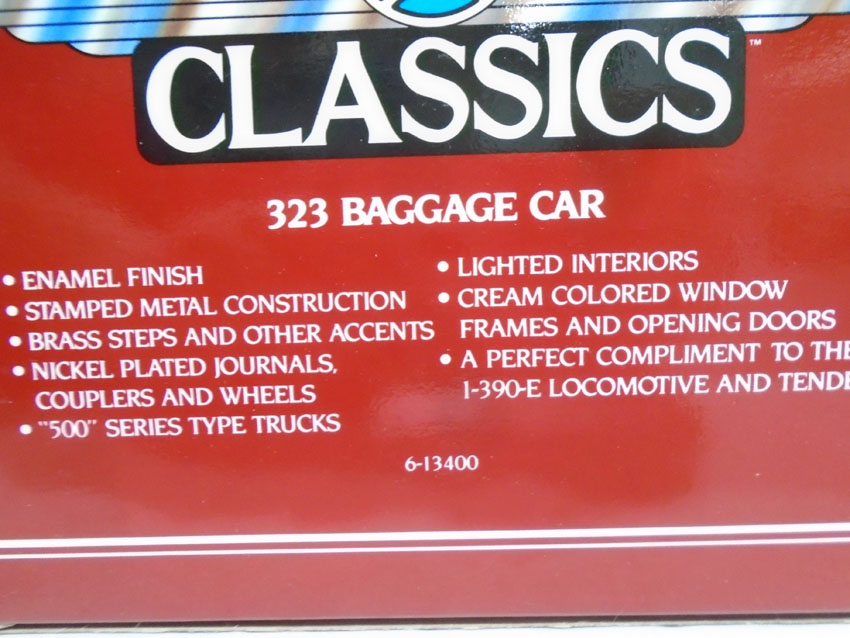 CLASSICS ™
323 BAGGAGE CAR
• ENAMEL FINISH
• STAMPED METAL CONSTRUCTION
• BRASS STEPS AND OTHER ACCENTS
• NICKEL PLATED JOURNALS,
COUPLERS AND WHEELS
• "500" SERIES TYPE TRUCKS
• LIGHTED INTERIORS
• CREAM COLORED WINDOW
FRAMES AND OPENING DOORS
• A PERFECT COMPLIMENT TO THE
1-390-E LOCOMOTIVE AND TENDE
6-13400